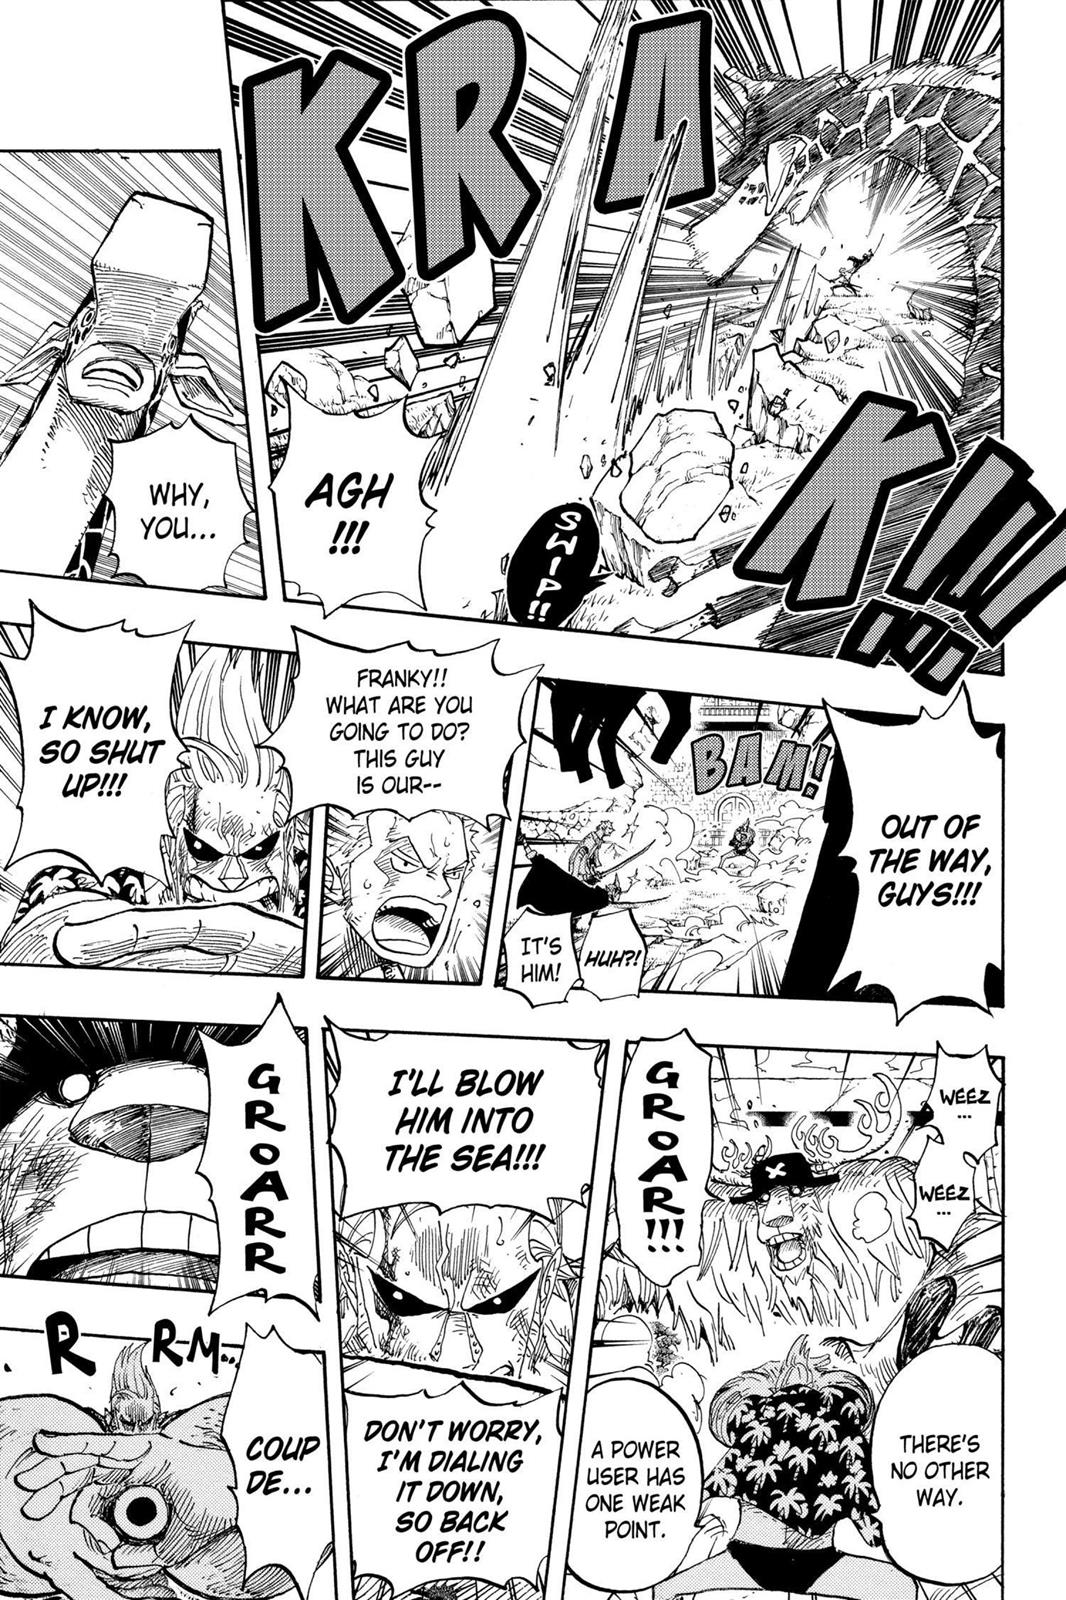 KRA
K!!!
AGH
!!!
SWIP!!
WHY,
YOU...
OUT OF
THE WAY,
GUYS!!!
BAM!
HUH?!
IT'S
HIM!
FRANKY!!
WHAT ARE YOU
GOING TO DO?
THIS GUY
IS OUR--
I KNOW,
SO SHUT
UP!!!
WEEZ
...
WEEZ
...
GROAR!!!
THERE'S
NO OTHER
WAY.
A POWER
USER HAS
ONE WEAK
POINT.
I'LL BLOW
HIM INTO
THE SEA!!!
DON'T WORRY,
I'M DIALING
IT DOWN,
SO BACK
OFF!!
GROARR
COUP
DE...
RRM...